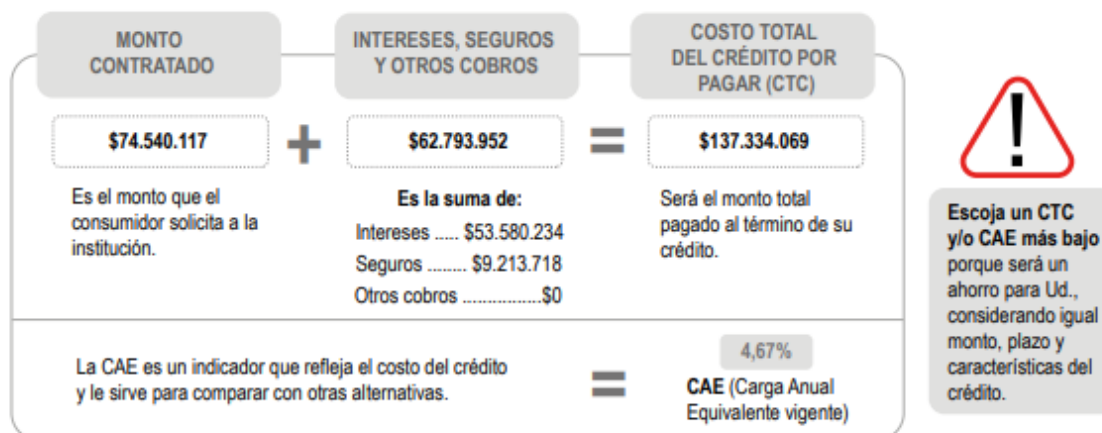 MONTO
CONTRATADO
INTERESES, SEGUROS
Y OTROS COBROS
COSTO TOTAL
DEL CRÉDITO POR
PAGAR (CTC)
$74.540.117
+
$62.793.952
=
$137.334.069
Es el monto que el
consumidor solicita a la
institución.
Es la suma de:
Intereses ..... $53.580.234
Seguros ......... $9.213.718
Otros cobros .................$0
Será el monto total
pagado al término de su
crédito.
La CAE es un indicador que refleja el costo del crédito
y le sirve para comparar con otras alternativas.
=
4,67%
CAE (Carga Anual
Equivalente vigente)
!
Escoja un CTC
y/o CAE más bajo
porque será un
ahorro para Ud.,
considerando igual
monto, plazo y
características del
crédito.